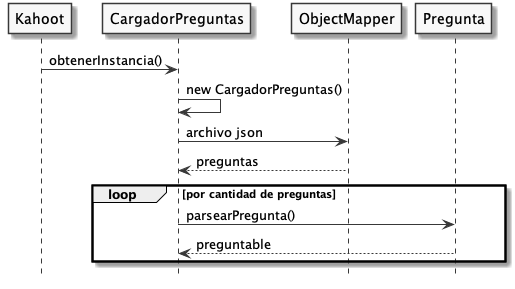 Kahoot CargadorPreguntas ObjectMapper Pregunta
obtenerInstancia()
new CargadorPreguntas()
archivo json
preguntas
loop [por cantidad de preguntas]
parsearPregunta()
preguntable